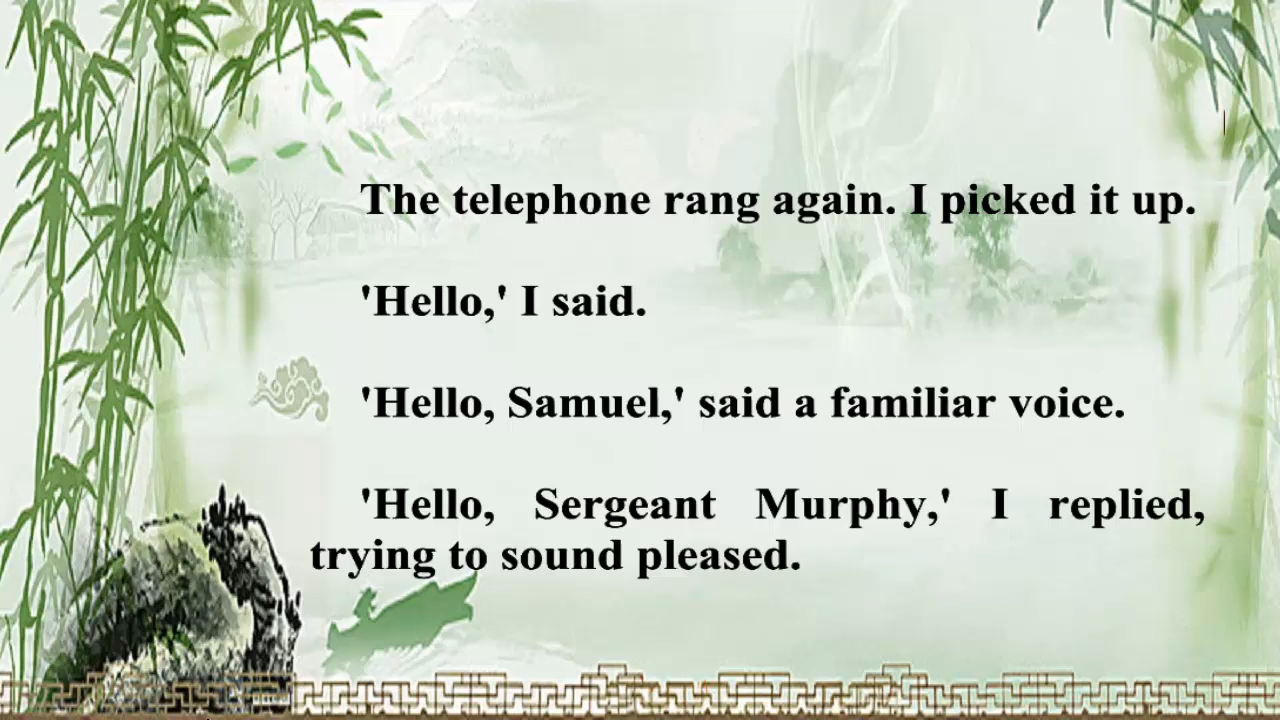 The telephone rang again. I picked it up.
'Hello,' I said.
'Hello, Samuel,' said a familiar voice.
'Hello, Sergeant Murphy,' I replied,
trying to sound pleased.